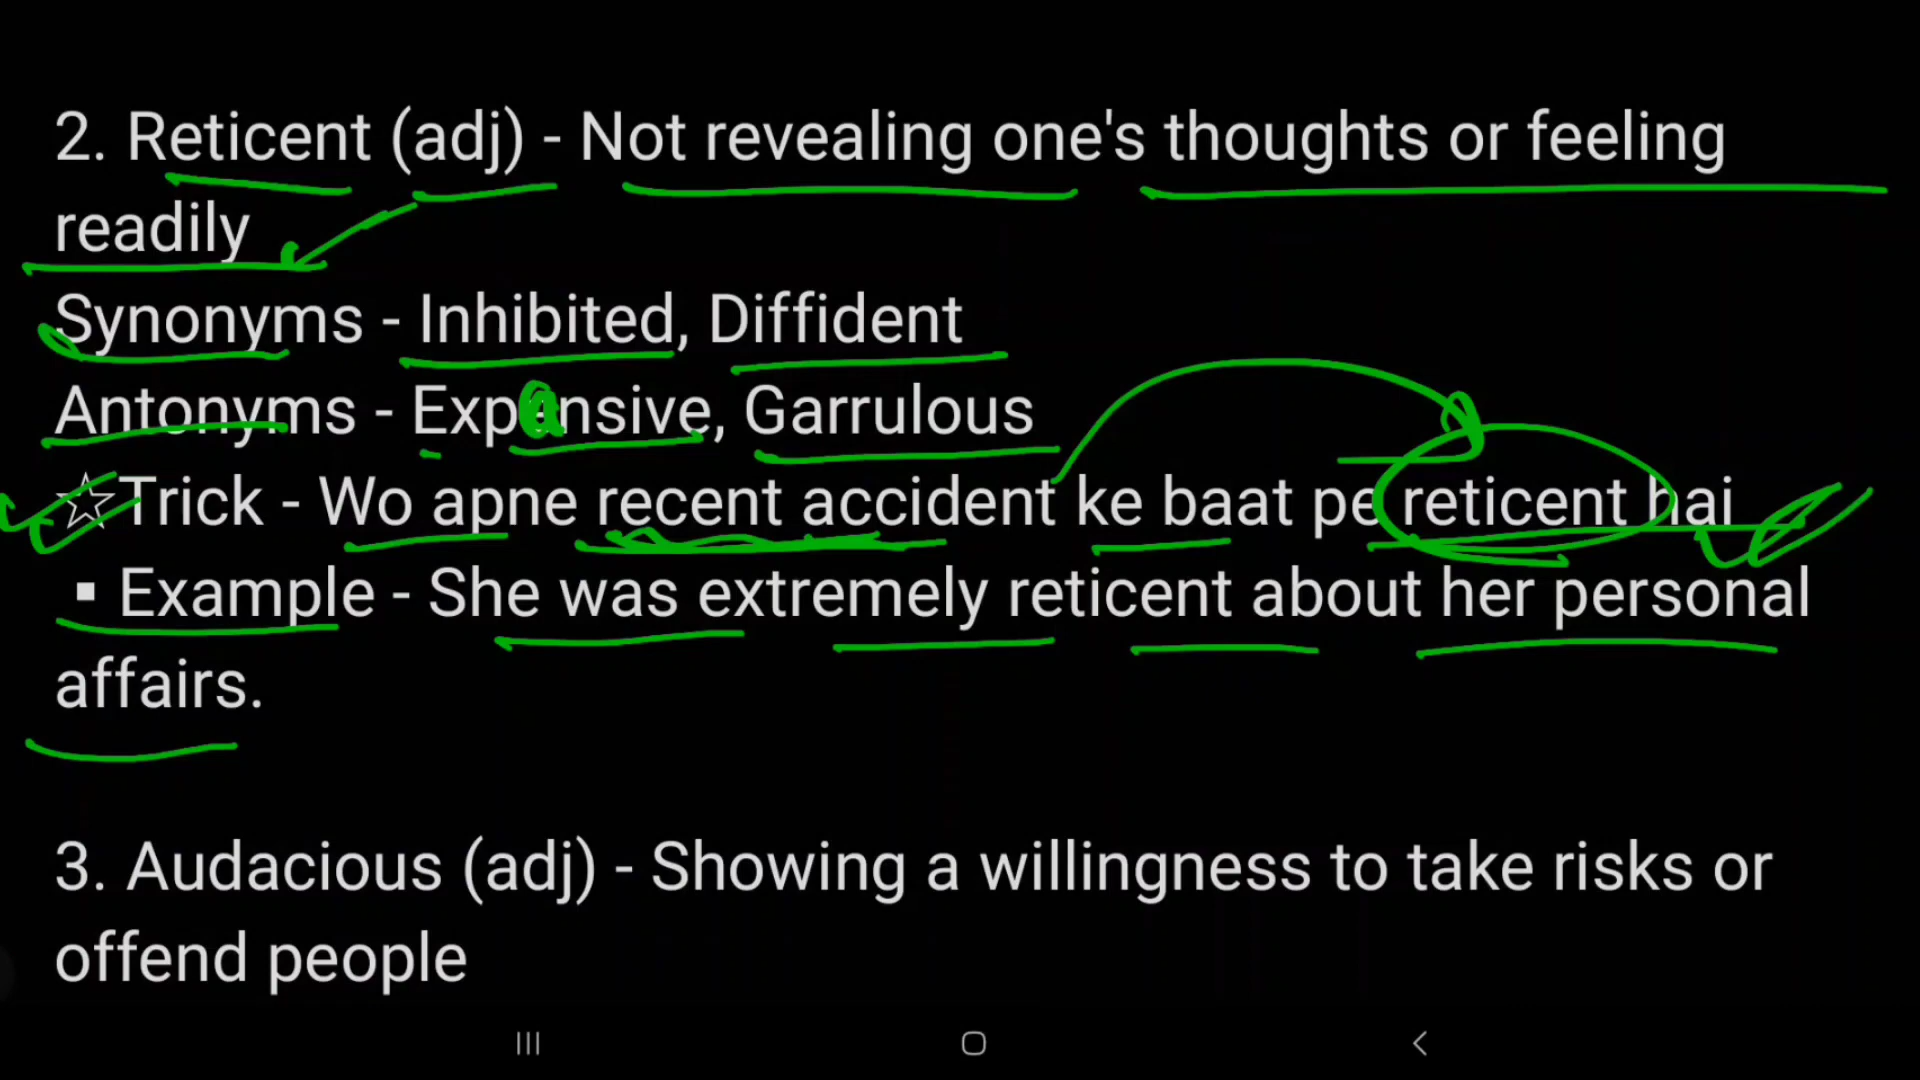 2. Reticent (adj) - Not revealing one's thoughts or feeling
readily
Synonyms - Inhibited, Diffident
Antonyms - Expansive, Garrulous
☆Trick - Wo apne recent accident ke baat pe reticent hai
▪ Example - She was extremely reticent about her personal
affairs.
3. Audacious (adj) - Showing a willingness to take risks or
offend people